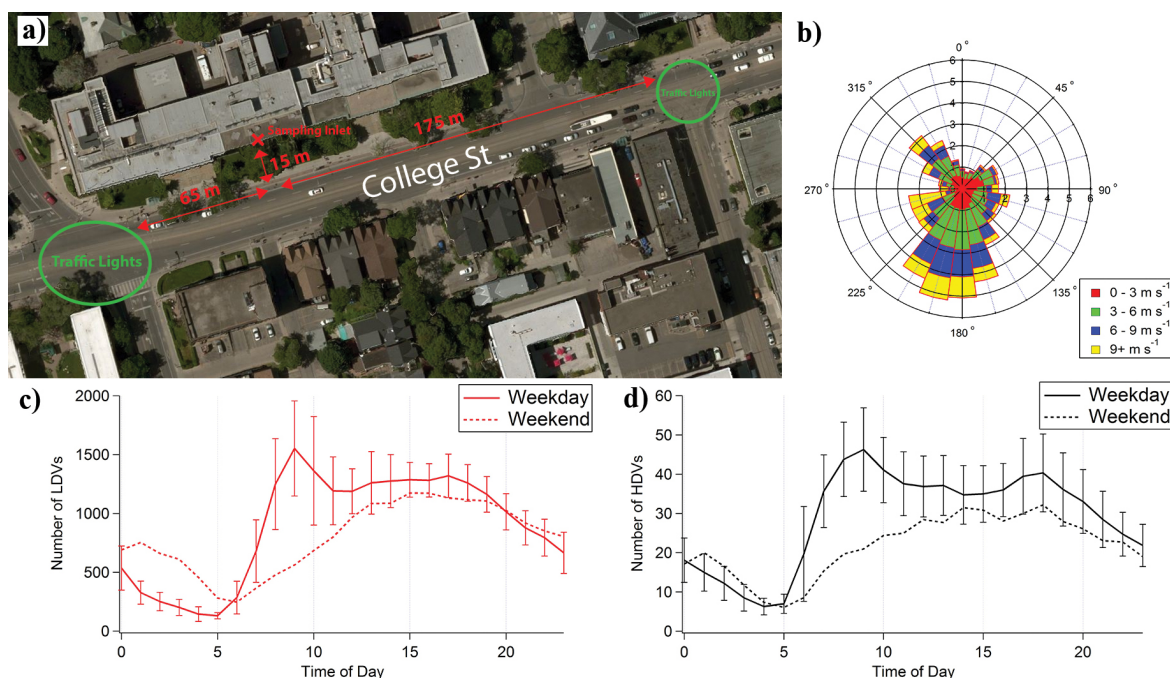 a)
Sampling Inlet
15 m
65 m
175 m
College St
Traffic Lights
Traffic Lights
b)
0 °
45 °
90 °
135 °
180 °
225 °
270 °
315 °
6
5
4
3
2
1 2 3 4 5 6
0 - 3 m s⁻¹
3 - 6 m s⁻¹
6 - 9 m s⁻¹
9+ m s⁻¹
c)
Weekday
Weekend
Number of LDVs
2000
1500
1000
500
0
0 5 10 15 20
Time of Day
d)
Weekday
Weekend
Number of HDVs
60
50
40
30
20
10
0
0 5 10 15 20
Time of Day